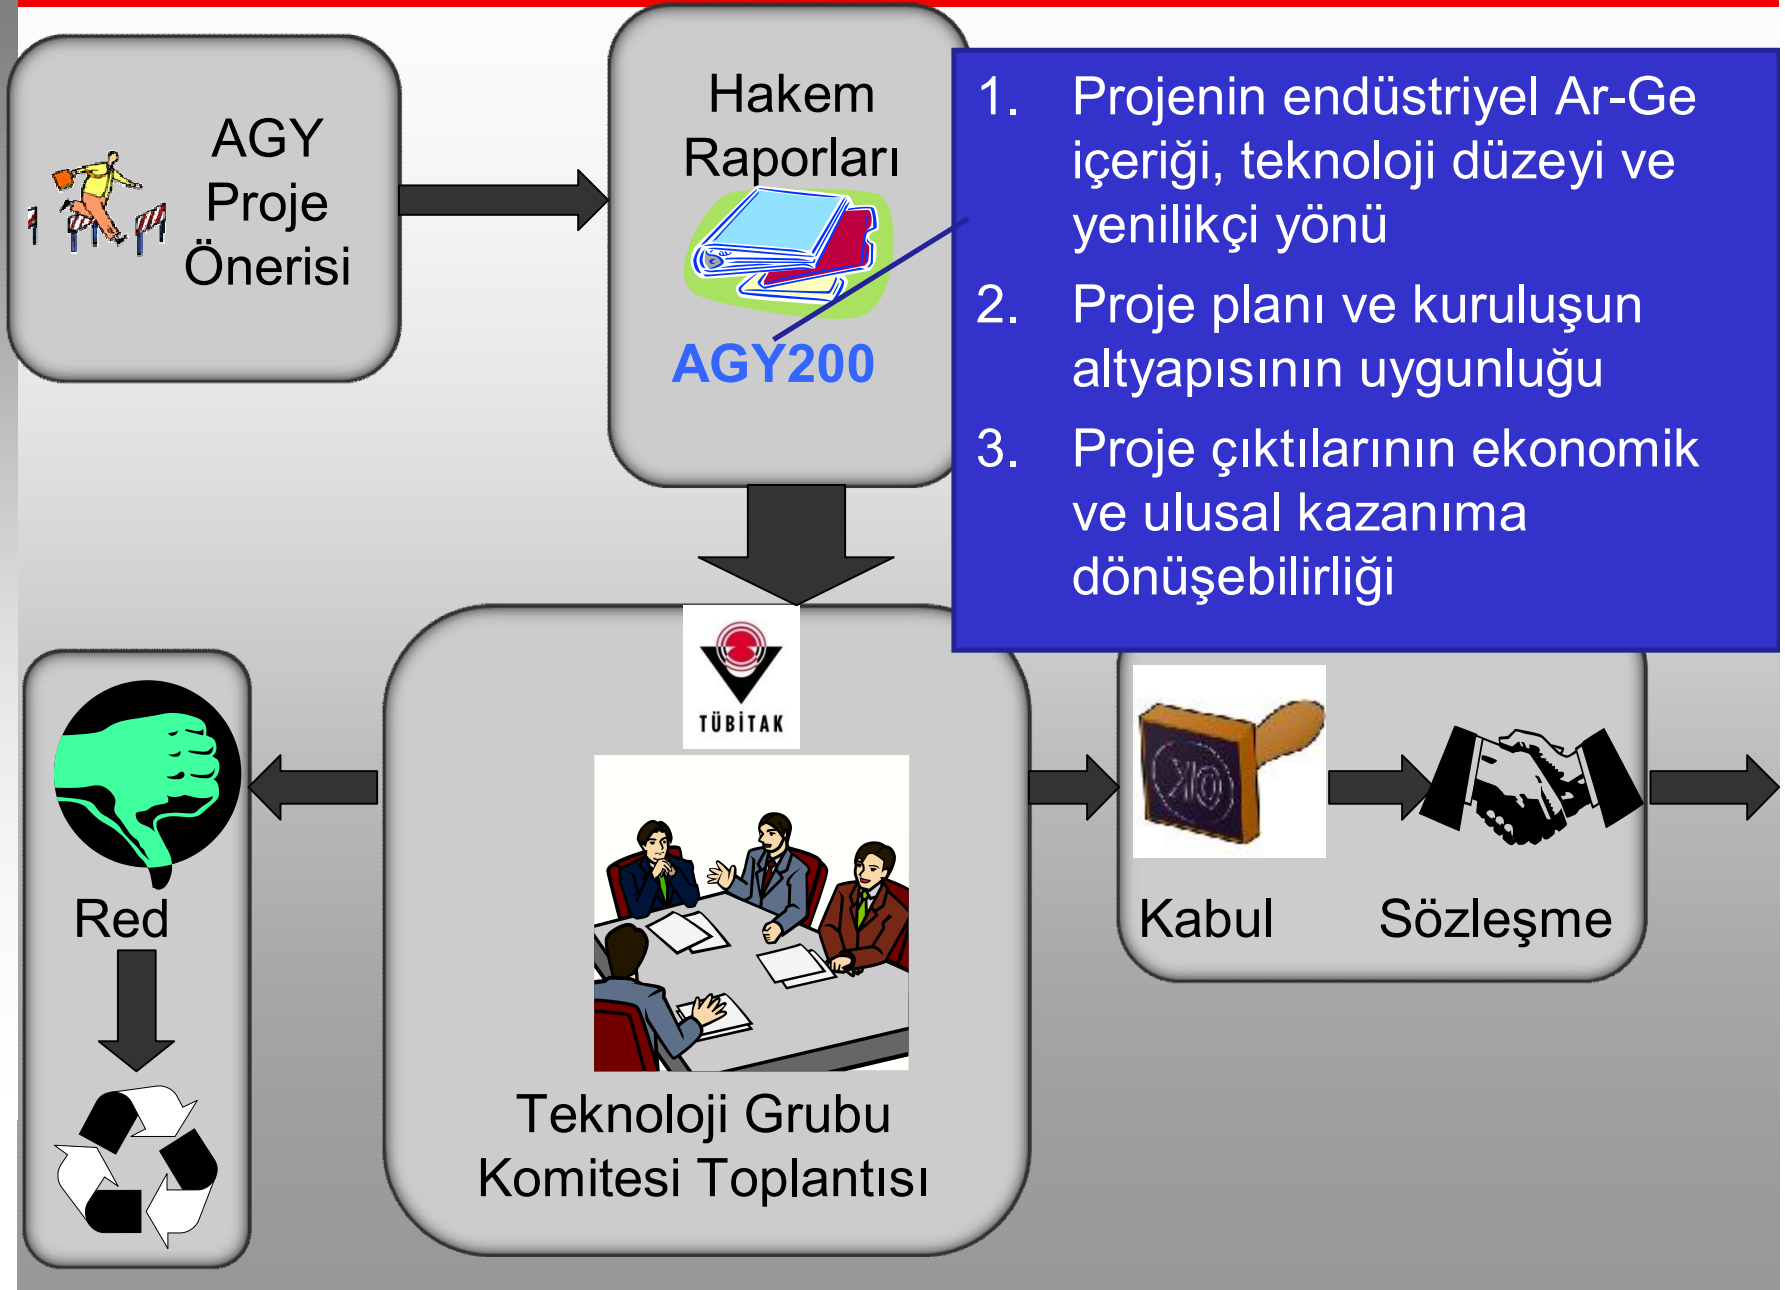 AGY
Proje
Önerisi
Hakem
Raporları
AGY200
1. Projenin endüstriyel Ar-Ge
içeriği, teknoloji düzeyi ve
yenilikçi yönü
2. Proje planı ve kuruluşun
altyapısının uygunluğu
3. Proje çıktılarının ekonomik
ve ulusal kazanıma
dönüşebilirliği
TÜBİTAK
Teknoloji Grubu
Komitesi Toplantısı
Red
OK
Kabul
Sözleşme